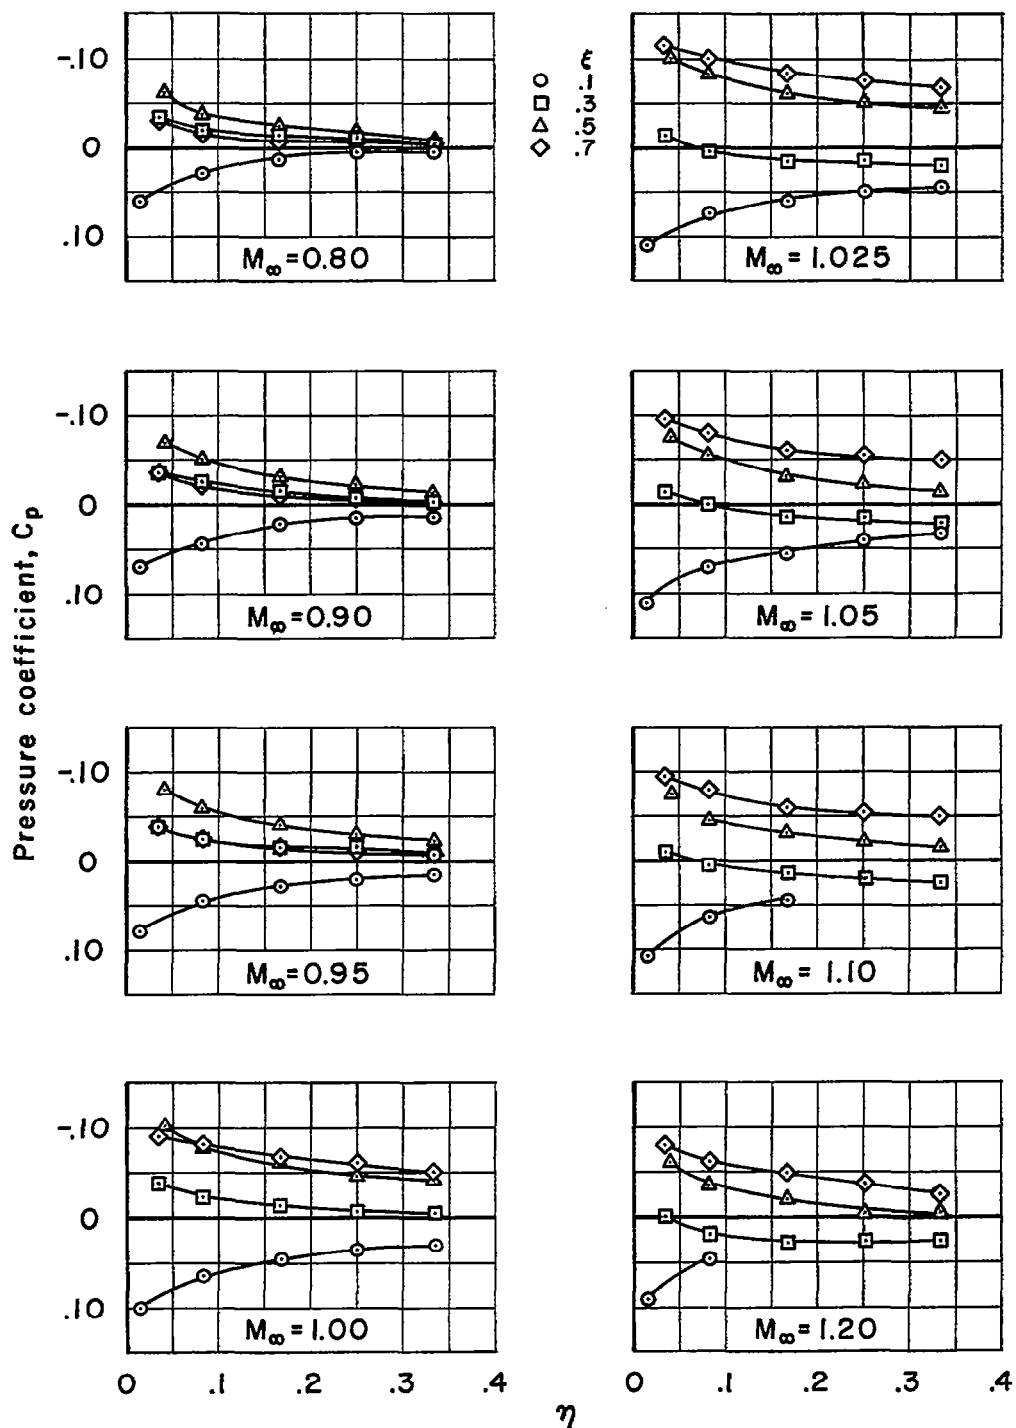 -.10
0
.10
M∞=0.80
ξ
.1
.3
.5
.7
M∞=1.025
-.10
0
.10
M∞=0.90
M∞=1.05
Pressure coefficient, Cp
-.10
0
.10
M∞=0.95
M∞=1.10
-.10
0
.10
M∞=1.00
M∞=1.20
0 .1 .2 .3 .4
0 .1 .2 .3 .4
η